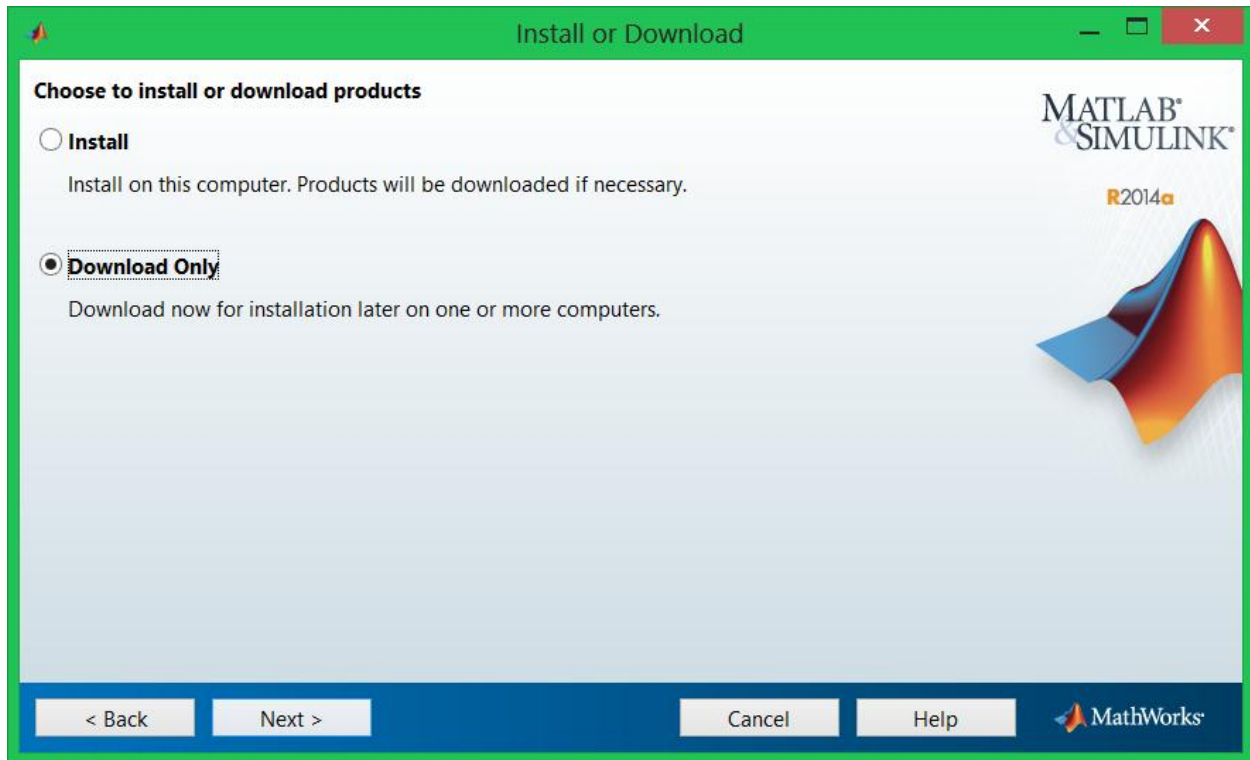 Install or Download
Choose to install or download products
Install
Install on this computer. Products will be downloaded if necessary.
Download Only
Download now for installation later on one or more computers.
MATLAB®
&SIMULINK®
R2014a
< Back
Next >
Cancel
Help
MathWorks®